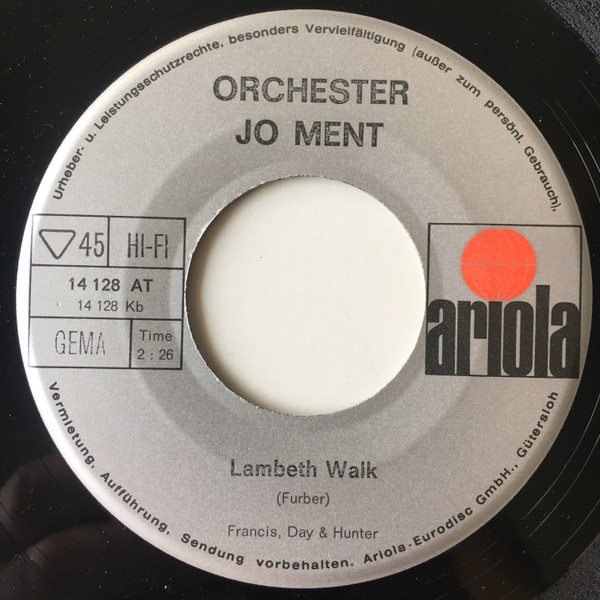 Urheber- u. Leistungsschutzrechte, besonders Vervielfältigung (außer zum persönl. Gebrauch),
ORCHESTER
JO MENT
45 HI-FI
14 128 AT
14 128 Kb
GEMA
Time
2 : 26
ariola
Lambeth Walk
(Furber)
Francis, Day & Hunter
Vermietung, Aufführung, Sendung vorbehalten. Ariola-Eurodisc GmbH., Gütersloh